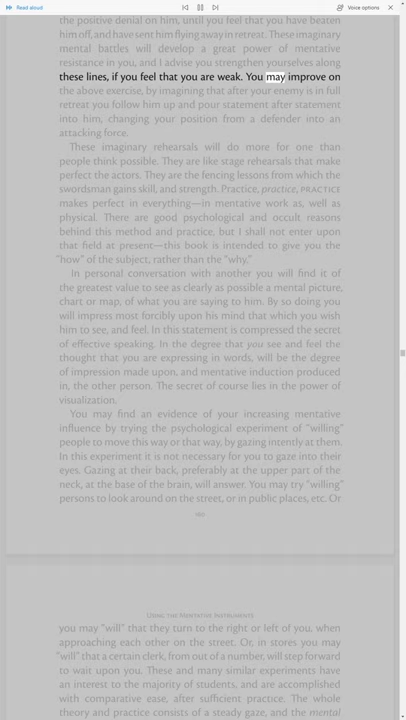 Read aloud
Voice options
the positive denial on him, until you feel that you have beaten
him off, and have sent him flying away in retreat. These imaginary
mental battles will develop a great power of mentative
resistance in you, and I advise you strengthen yourselves along
these lines, if you feel that you are weak. You may improve on
the above exercise, by imagining that after your enemy is in full
retreat you follow him up and pour statement after statement
into him, changing your position from a defender into an
attacking force.
These imaginary rehearsals will do more for one than
people think possible. They are like stage rehearsals that make
perfect the actors. They are the fencing lessons from which the
swordsman gains skill, and strength. Practice, practice, PRACTICE
makes perfect in everything—in mentative work as, well as
physical. There are good psychological and occult reasons
behind this method and practice, but I shall not enter upon
that field at present—this book is intended to give you the
"how" of the subject, rather than the "why."
In personal conversation with another you will find it of
the greatest value to see as clearly as possible a mental picture,
chart or map, of what you are saying to him. By so doing you
will impress most forcibly upon his mind that which you wish
him to see, and feel. In this statement is compressed the secret
of effective speaking. In the degree that you see and feel the
thought that you are expressing in words, will be the degree
of impression made upon, and mentative induction produced
in, the other person. The secret of course lies in the power of
visualization.
You may find an evidence of your increasing mentative
influence by trying the psychological experiment of "willing"
people to move this way or that way, by gazing intently at them.
In this experiment it is not necessary for you to gaze into their
eyes. Gazing at their back, preferably at the upper part of the
neck, at the base of the brain, will answer. You may try "willing"
persons to look around on the street, or in public places, etc. Or
180
Using the Mentative Instruments
you may "will" that they turn to the right or left of you, when
approaching each other on the street. Or, in stores you may
"will" that a certain clerk, from out of a number, will step forward
to wait upon you. These and many similar experiments have
an interest to the majority of students, and are accomplished
with comparative ease, after sufficient practice. The whole
theory and practice consists of a steady gaze, and the mental